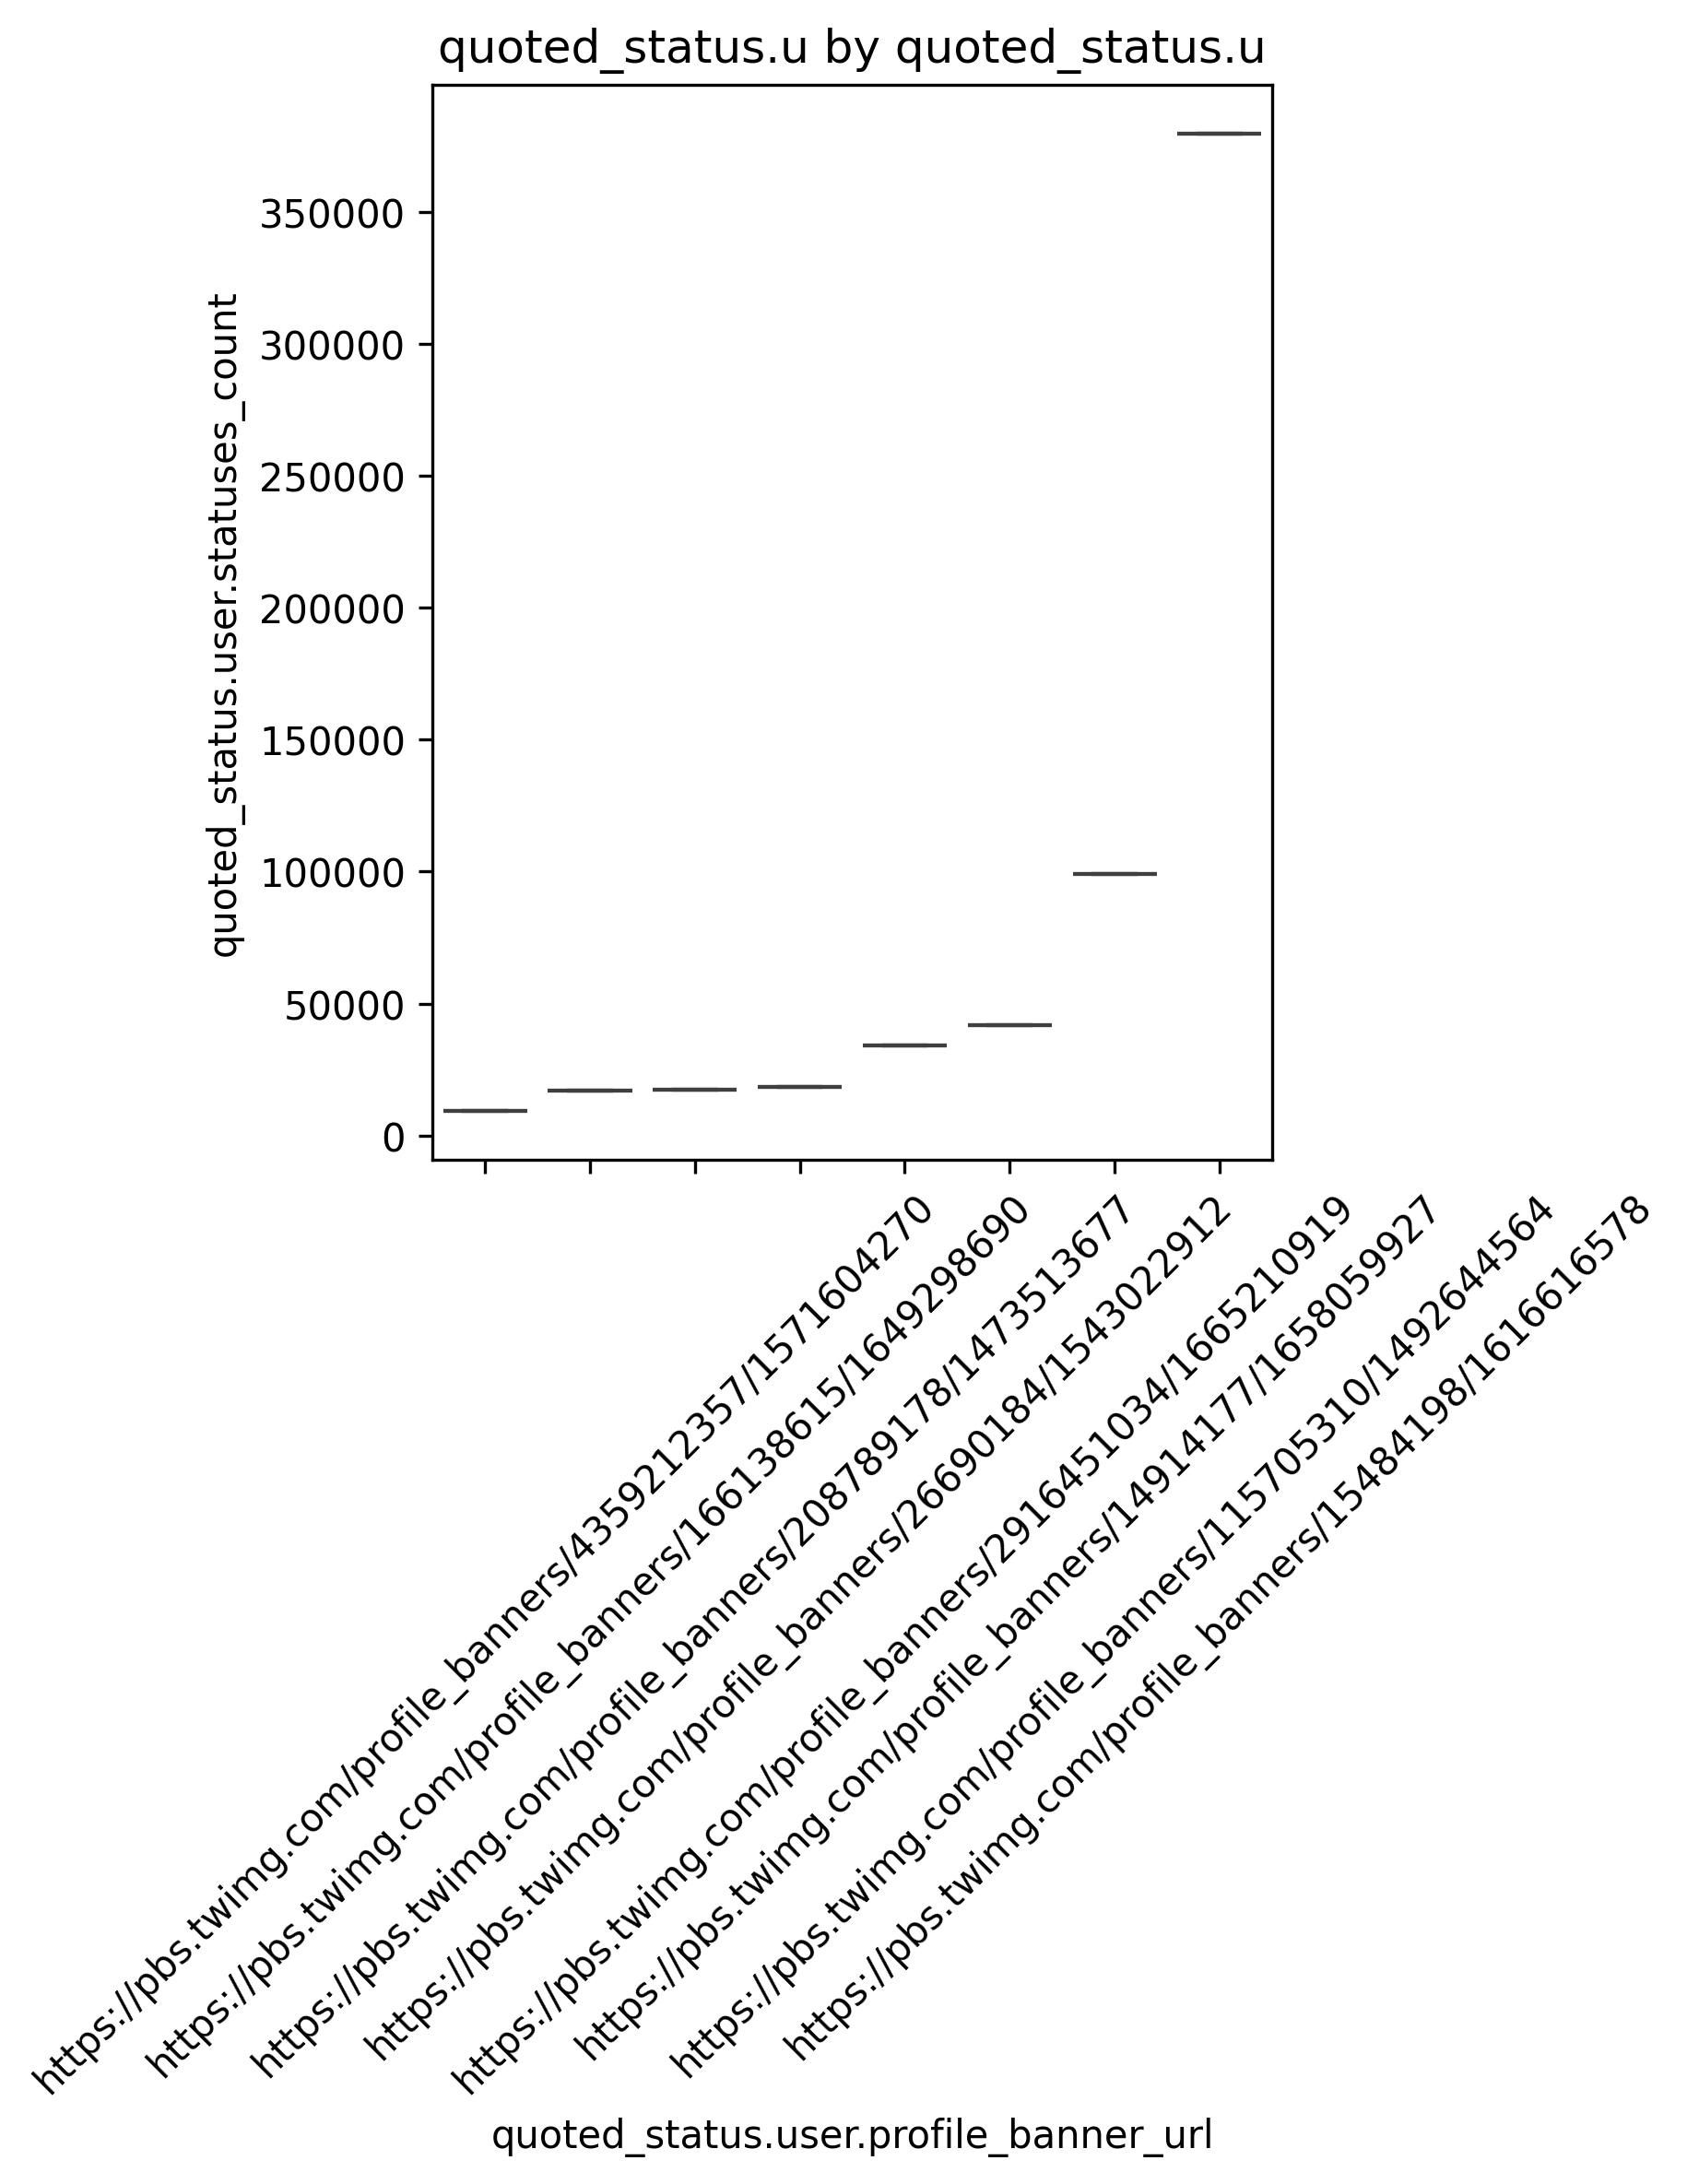 quoted_status.u by quoted_status.u
quoted_status.user.statuses_count
350000
300000
250000
200000
150000
100000
50000
0
https://pbs.twimg.com/profile_banners/4359212357/1571604270
https://pbs.twimg.com/profile_banners/166138615/1649298690
https://pbs.twimg.com/profile_banners/208789178/1473513677
https://pbs.twimg.com/profile_banners/26690184/1543022912
https://pbs.twimg.com/profile_banners/2916451034/1665210919
https://pbs.twimg.com/profile_banners/14914177/1658059927
https://pbs.twimg.com/profile_banners/115705310/1492644564
https://pbs.twimg.com/profile_banners/15484198/1616616578
quoted_status.user.profile_banner_url